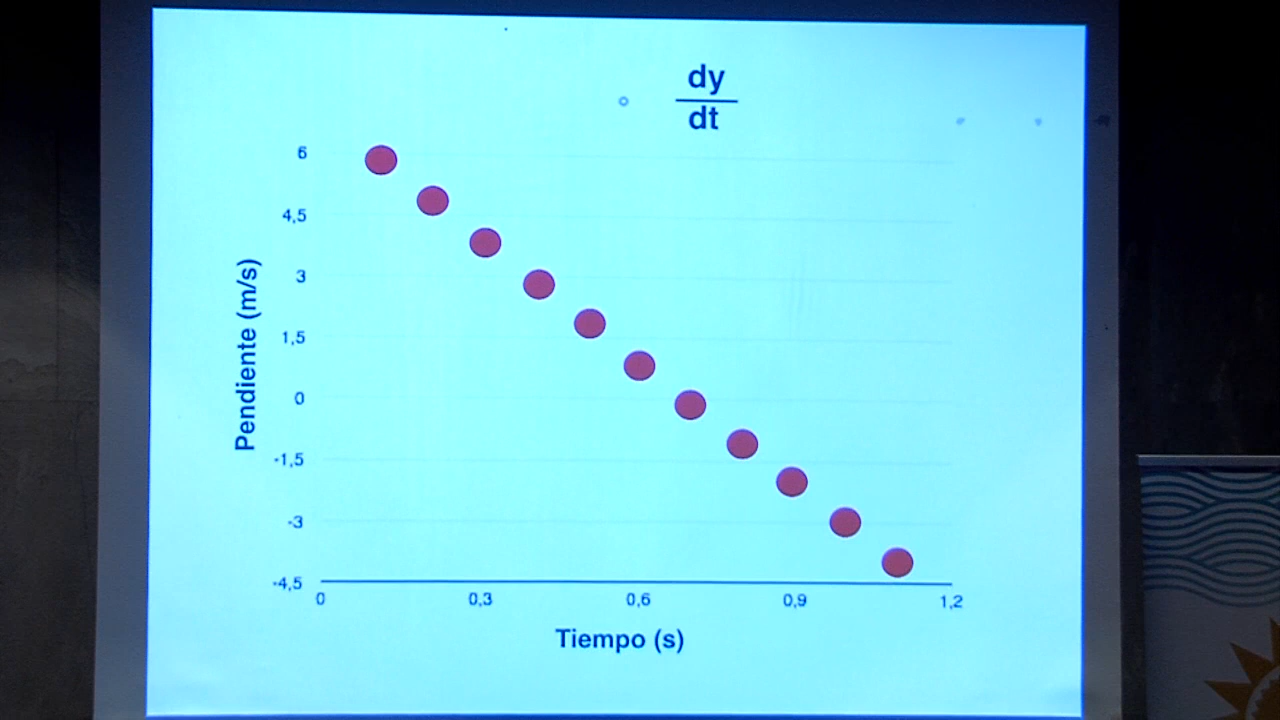 dy
dt
6
4,5
3
1,5
0
-1,5
-3
-4,5
Pendiente (m/s)
0 0,3 0,6 0,9 1,2
Tiempo (s)